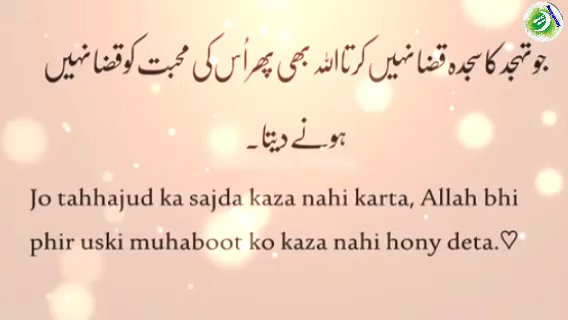 جو تہجد کا سجدہ قضا نہیں کرتا اللہ بھی پھر اُس کی محبت کو قضا نہیں
ہونے دیتا۔
Jo tahhajud ka sajda kaza nahi karta, Allah bhi
phir uski muhaboot ko kaza nahi hony deta.♡